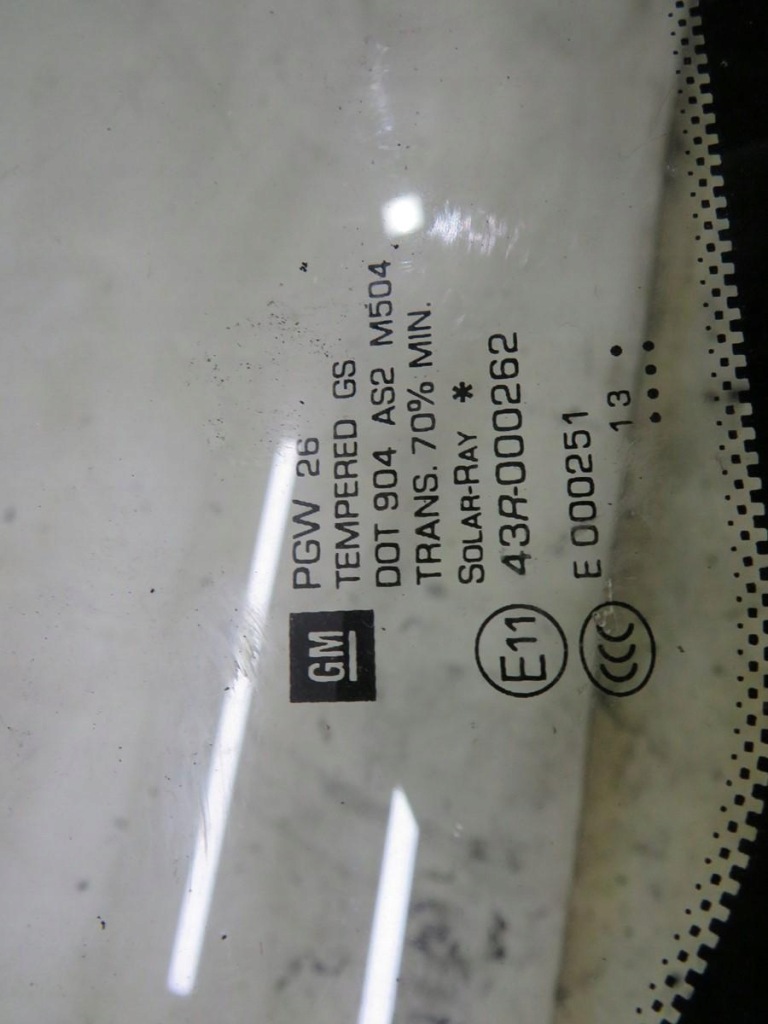 GM
PGW 26
TEMPERED GS
DOT 904 AS2 M504
TRANS. 70% MIN.
SOLAR-RAY *
E11 43R-000262
CCC E 000251
13